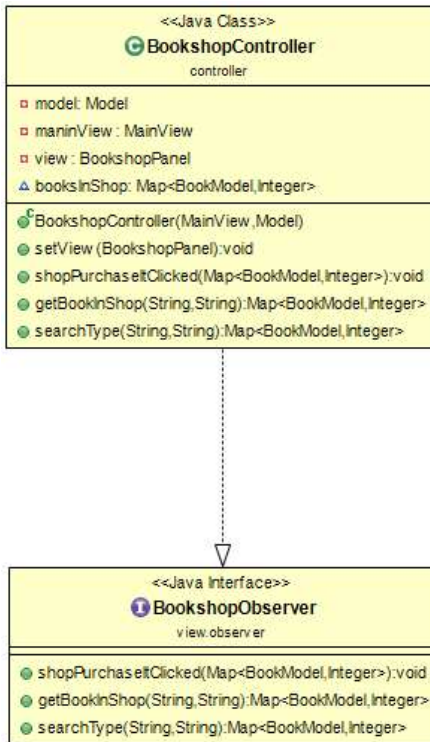 <<Java Class>>
BookshopController
controller
model: Model
maninView : MainView
view : BookshopPanel
booksInShop: Map<BookModel,Integer>
BookshopController(MainView,Model)
setView (BookshopPanel):void
shopPurchaseItClicked(Map<BookModel,Integer>):void
getBookInShop(String,String):Map<BookModel,Integer>
searchType(String,String):Map<BookModel,Integer>
<<Java Interface>>
BookshopObserver
view.observer
shopPurchaseItClicked(Map<BookModel,Integer>):void
getBookInShop(String,String):Map<BookModel,Integer>
searchType(String,String):Map<BookModel,Integer>